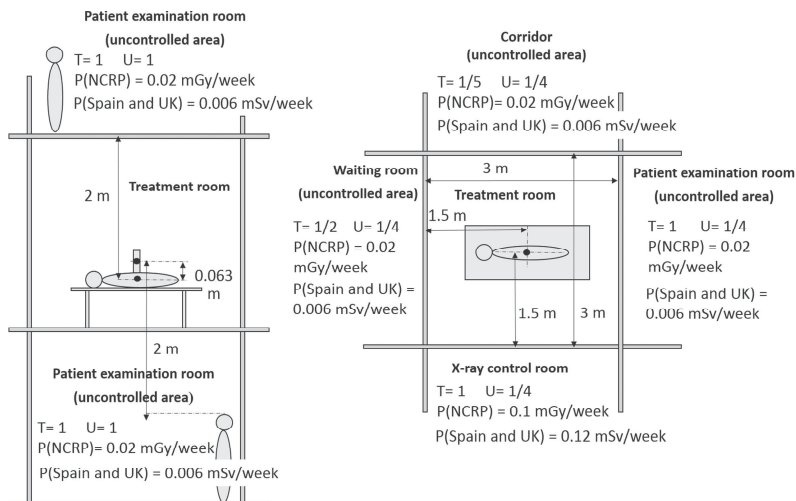 Patient examination room
(uncontrolled area)
T= 1 U= 1
P(NCRP) = 0.02 mGy/week
P(Spain and UK) = 0.006 mSv/week
2 m
Treatment room
0.063
m
2 m
Patient examination room
(uncontrolled area)
T= 1 U= 1
P(NCRP)= 0.02 mGy/week
P(Spain and UK) = 0.006 mSv/week
Corridor
(uncontrolled area)
T= 1/5 U= 1/4
P(NCRP)= 0.02 mGy/week
P(Spain and UK) = 0.006 mSv/week
3 m
Waiting room
(uncontrolled area)
T– 1/2 U– 1/4
P(NCRP) – 0.02
mGy/week
P(Spain and UK) =
0.006 mSv/week
Treatment room
1.5 m
1.5 m
3 m
Patient examination room
(uncontrolled area)
T= 1 U= 1/4
P(NCRP) = 0.02
mGy/week
P(Spain and UK) =
0.006 mSv/week
X-ray control room
T= 1 U= 1/4
P(NCRP) = 0.1 mGy/week
P(Spain and UK) = 0.12 mSv/week